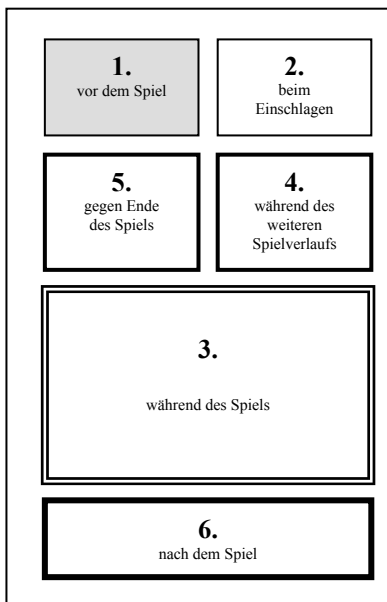 1.
vor dem Spiel
2.
beim
Einschlagen
5.
gegen Ende
des Spiels
4.
während des
weiteren
Spielverlaufs
3.
während des Spiels
6.
nach dem Spiel